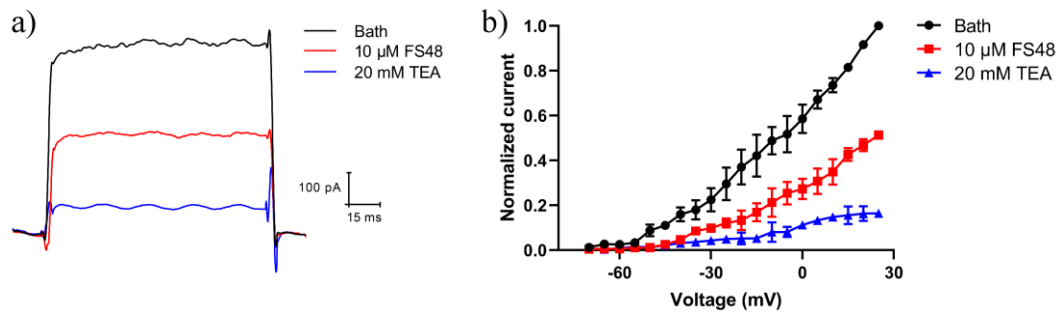 a)
Bath
10 µM FS48
20 mM TEA
100 pA
15 ms
b)
Normalized current
1.0
0.8
0.6
0.4
0.2
0.0
-60
-30
0
30
Voltage (mV)
Bath
10 µM FS48
20 mM TEA